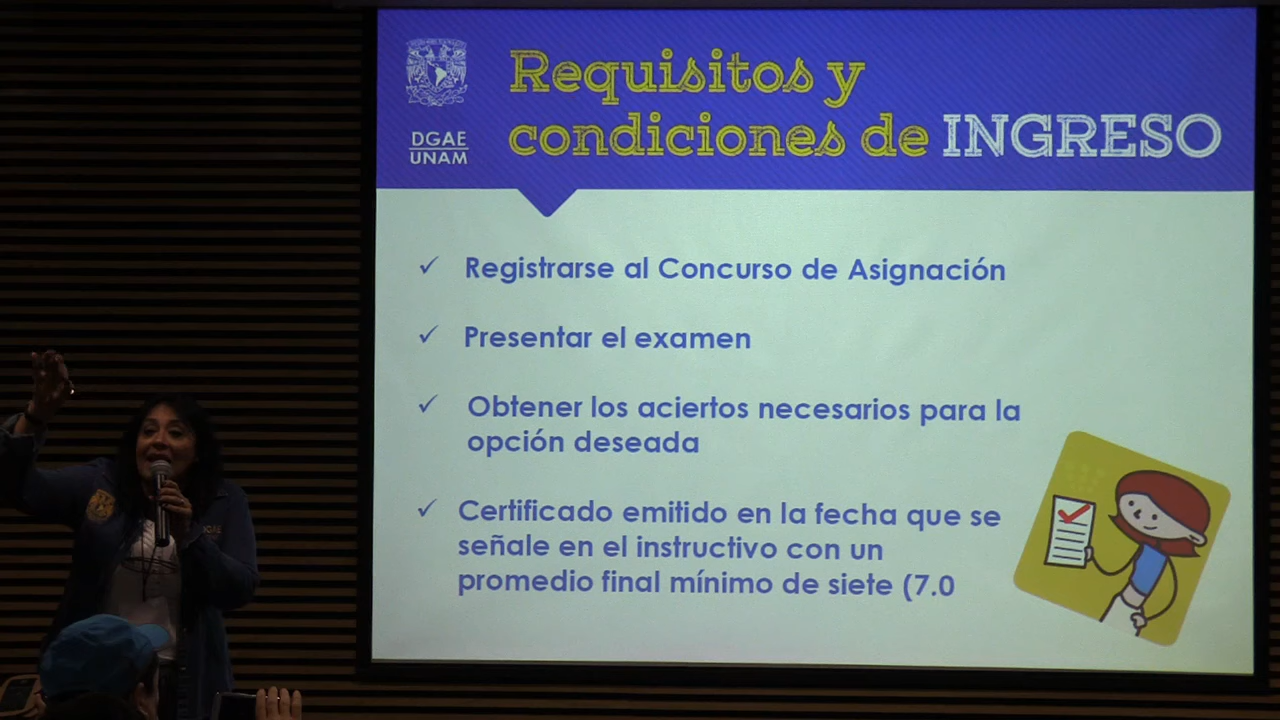 DGAE
UNAM
Requisitos y
condiciones de INGRESO
✓ Registrarse al Concurso de Asignación
✓ Presentar el examen
✓ Obtener los aciertos necesarios para la
opción deseada
✓ Certificado emitido en la fecha que se
señale en el instructivo con un
promedio final mínimo de siete (7.0